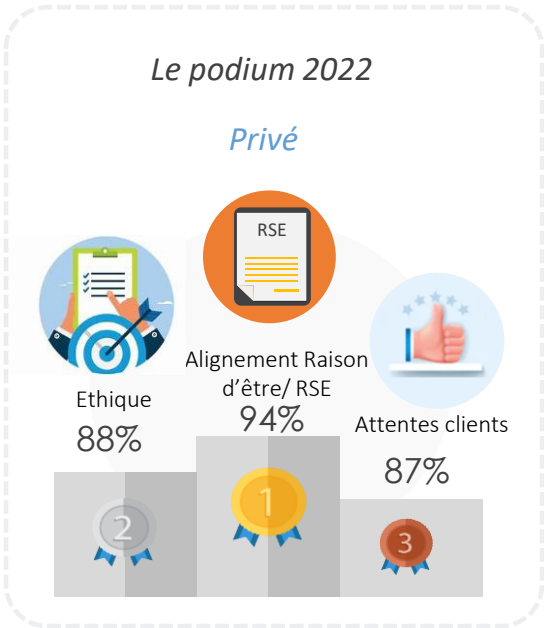 Le podium 2022
Privé
RSE
Alignement Raison
d'être/ RSE
94%
Ethique
88%
Attentes clients
87%
1
2
3